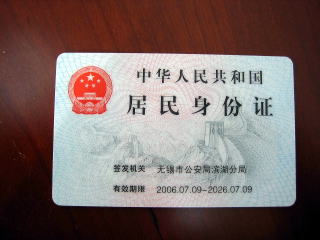 中华人民共和国
居民身份证
签发机关 无锡市公安局滨湖分局
有效期限 2006.07.09-2026.07.09